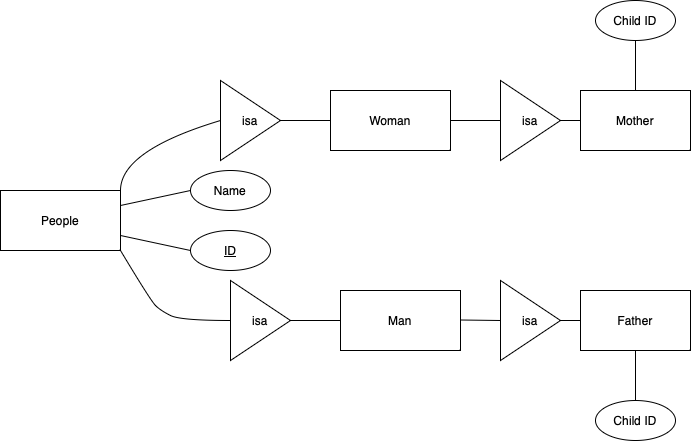 Child ID
isa
Woman
isa
Mother
Name
People
ID
isa
Man
isa
Father
Child ID